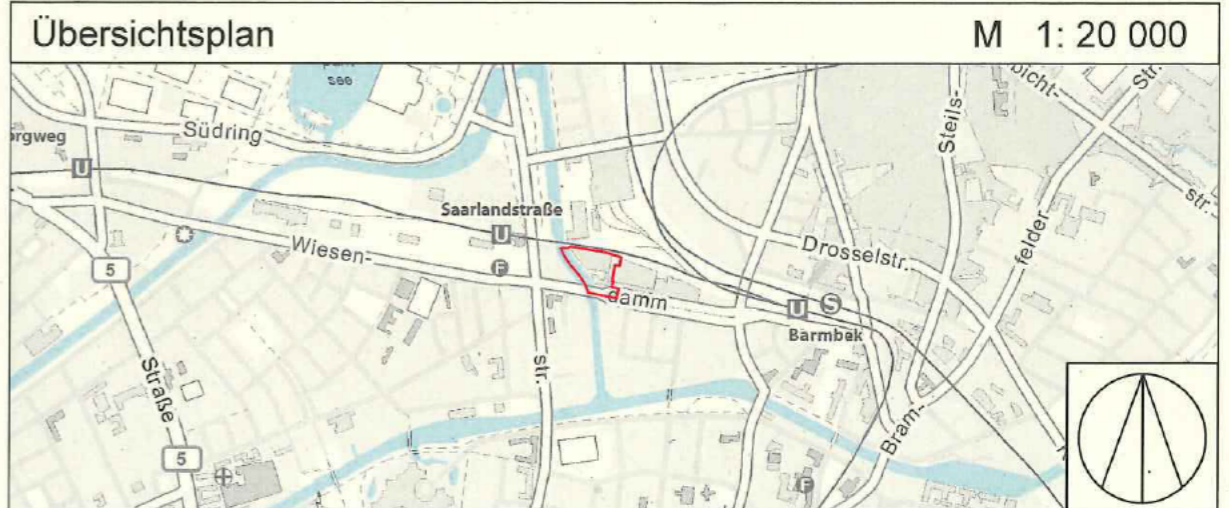 Übersichtsplan M 1: 20 000
see
Südring
U
Saarlandstraße
U
Wiesen-
F
damm
5
Straße
5
str.
Drosselstr.
U S
Barmbek
Steils-
felder
Str.
bicht-
str.
Bram-
F